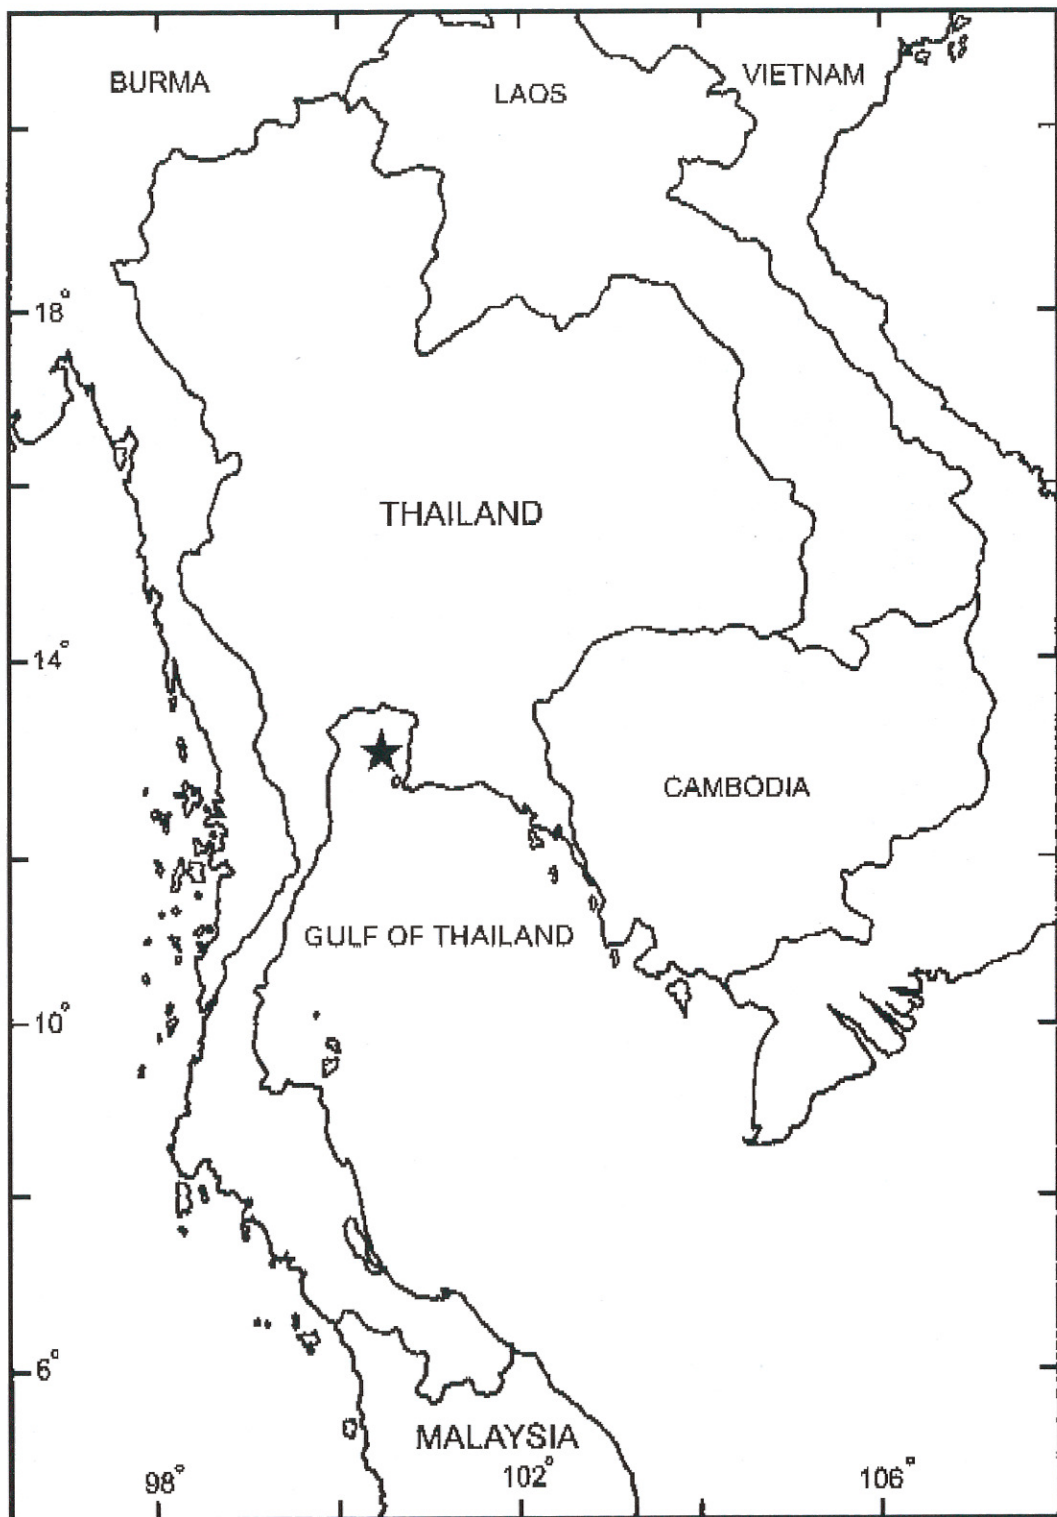 BURMA
LAOS
VIETNAM
18°
THAILAND
14°
CAMBODIA
GULF OF THAILAND
10°
6°
MALAYSIA
98°
102°
106°